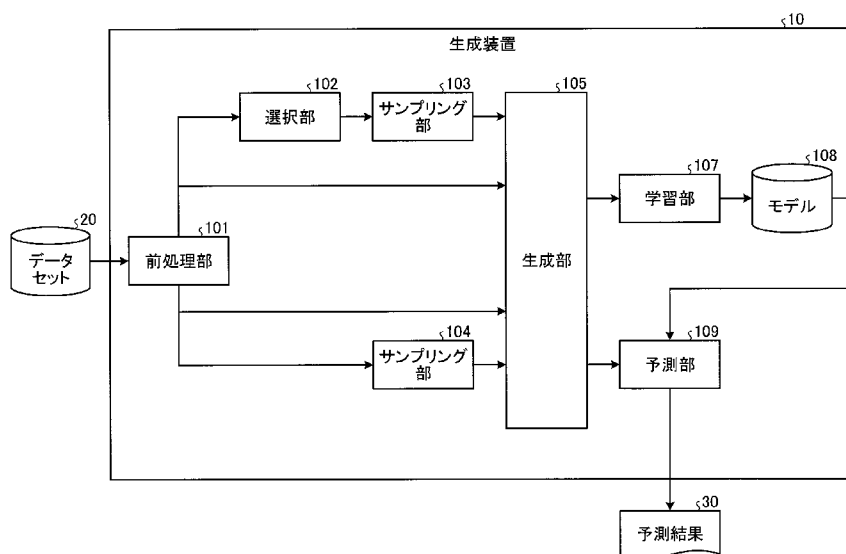 10
生成装置
102
選択部
103
サンプリング
部
105
107
学習部
108
モデル
20
データ
セット
101
前処理部
生成部
104
サンプリング
部
109
予測部
30
予測結果